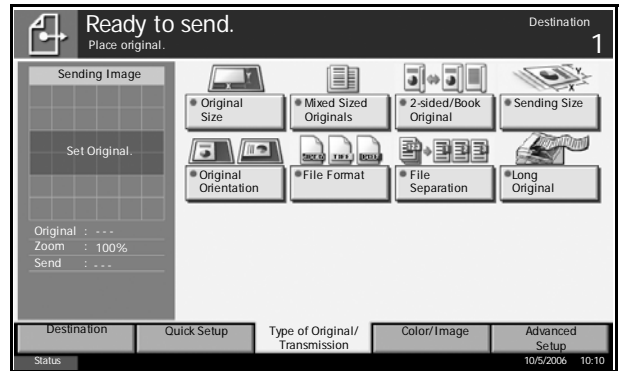 Ready to send.
Place original.
Destination
1
Sending Image
Set Original.
Original : ---
Zoom : 100%
Send : ---
Original
Size
Mixed Sized
Originals
2-sided/Book
Original
Sending Size
Original
Orientation
File Format
File
Separation
Long
Original
Destination
Quick Setup
Type of Original/
Transmission
Color/Image
Advanced
Setup
Status
10/5/2006 10:10